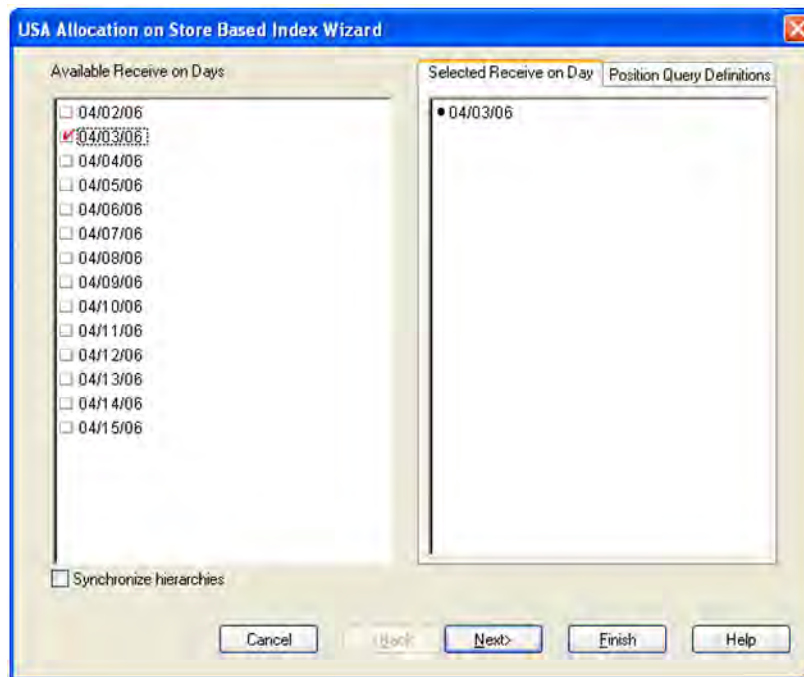 USA Allocation on Store Based Index Wizard
Available Receive on Days
Selected Receive on Day
Position Query Definitions
04/02/06
04/03/06
04/04/06
04/05/06
04/06/06
04/07/06
04/08/06
04/09/06
04/10/06
04/11/06
04/12/06
04/13/06
04/14/06
04/15/06
04/03/06
Synchronize hierarchies
Cancel
<Back
Next>
Finish
Help